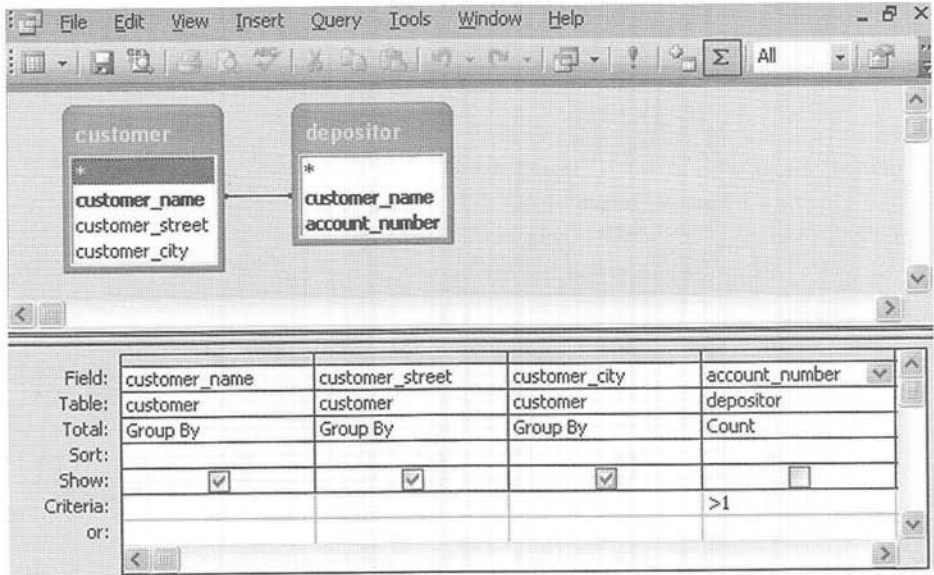 File Edit View Insert Query Tools Window Help
Σ All
customer depositor
* *
customer_name customer_name
customer_street account_number
customer_city
Field: customer_name customer_street customer_city account_number
Table: customer customer customer depositor
Total: Group By Group By Group By Count
Sort:
Show:
Criteria: >1
or: